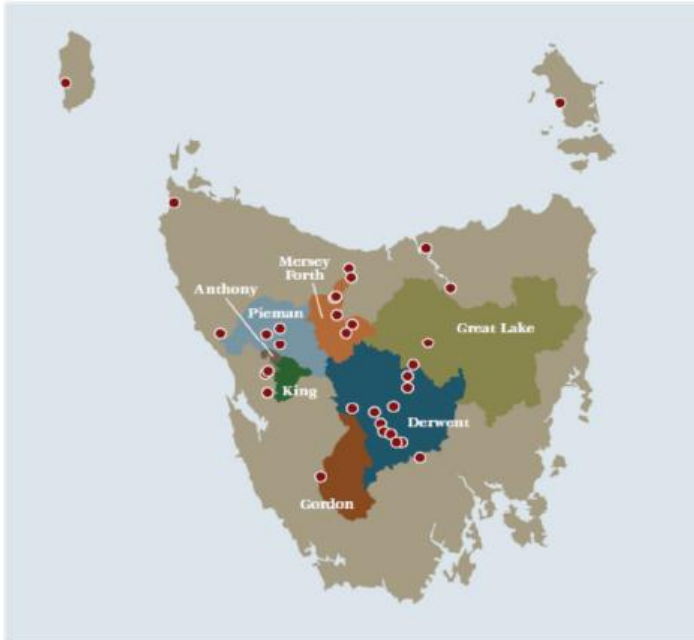 Mersey
Forth
Anthony
Pieman
Great Lake
King
Derwent
Gordon